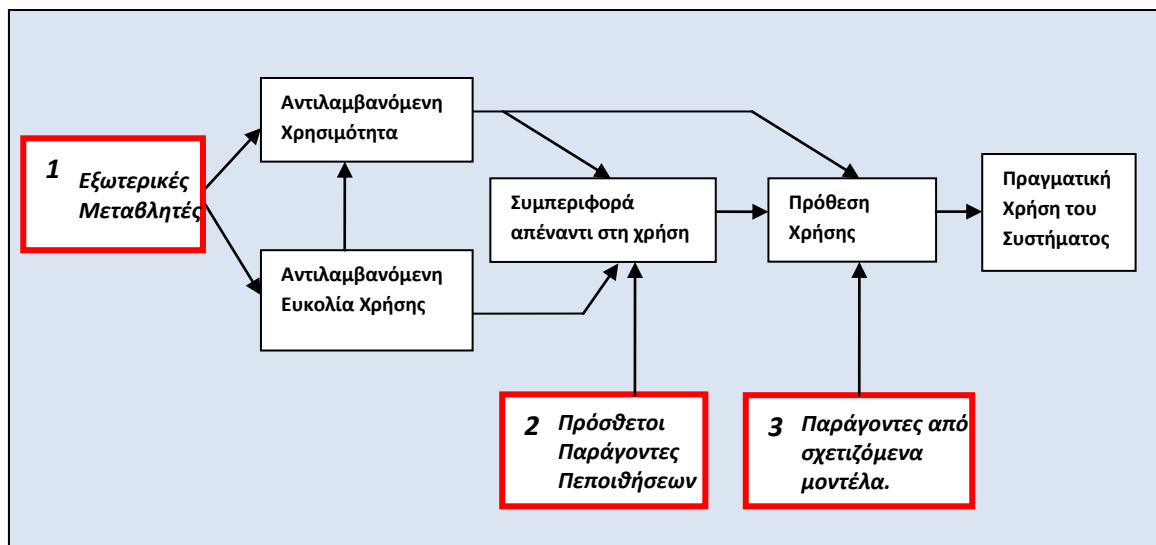 Αντιλαμβανόμενη
Χρησιμότητα
1 Εξωτερικές
Μεταβλητές
Συμπεριφορά
απέναντι στη χρήση
Πρόθεση
Χρήσης
Πραγματική
Χρήση του
Συστήματος
Αντιλαμβανόμενη
Ευκολία Χρήσης
2 Πρόσθετοι
Παράγοντες
Πεποιθήσεων
3 Παράγοντες από
σχετιζόμενα
μοντέλα.